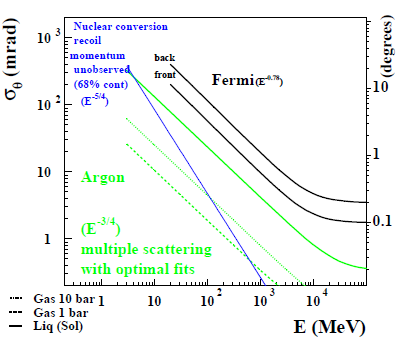 σθ (mrad)
10³
10²
10
1
Nuclear conversion
recoil
momentum
unobserved
(68% cont)
(E-5/4)
back
front
Fermi(E-0.78)
(degrees)
10
1
0.1
Argon
(E-3/4)
multiple scattering
with optimal fits
1
10
10²
10³
10⁴
Gas 10 bar
Gas 1 bar
Liq (Sol)
E (MeV)